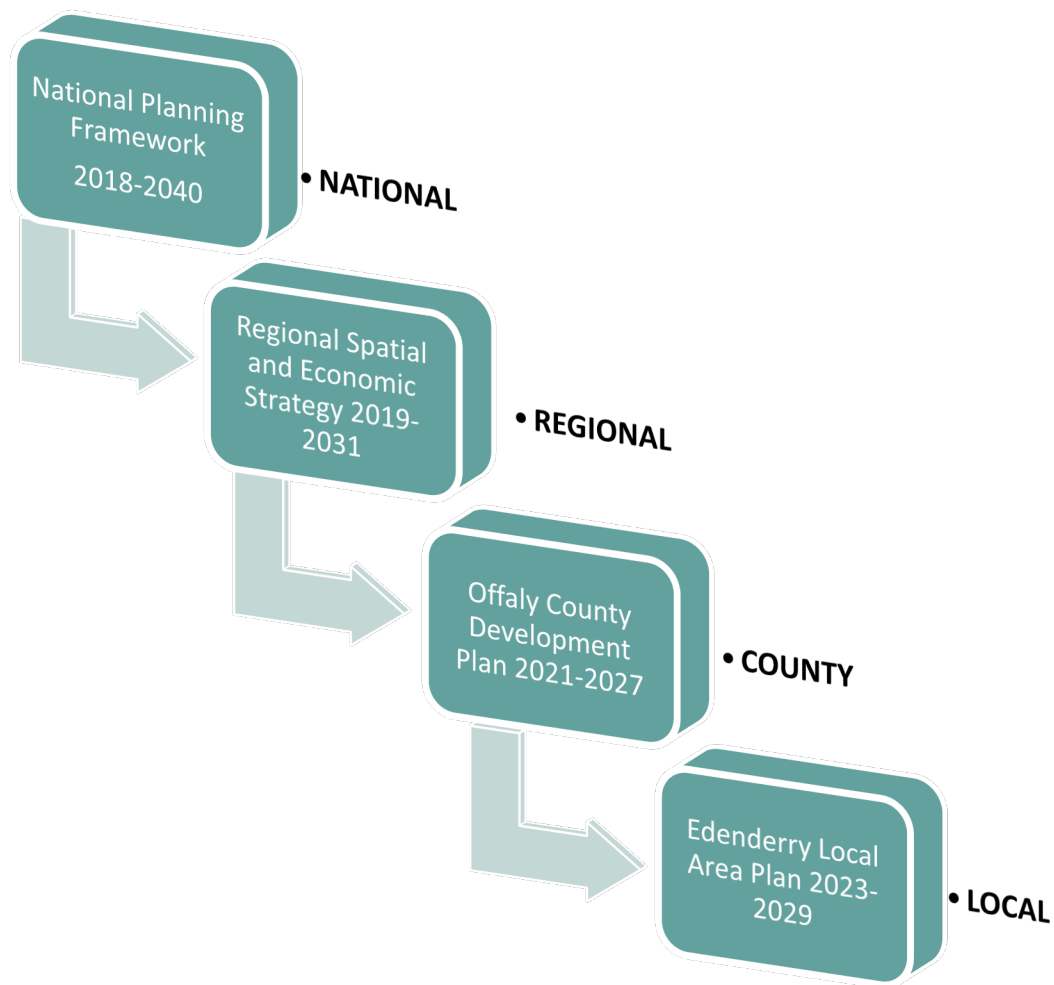 National Planning
Framework
2018-2040
• NATIONAL
Regional Spatial
and Economic
Strategy 2019-
2031
• REGIONAL
Offaly County
Development
Plan 2021-2027
• COUNTY
Edenderry Local
Area Plan 2023-
2029
• LOCAL